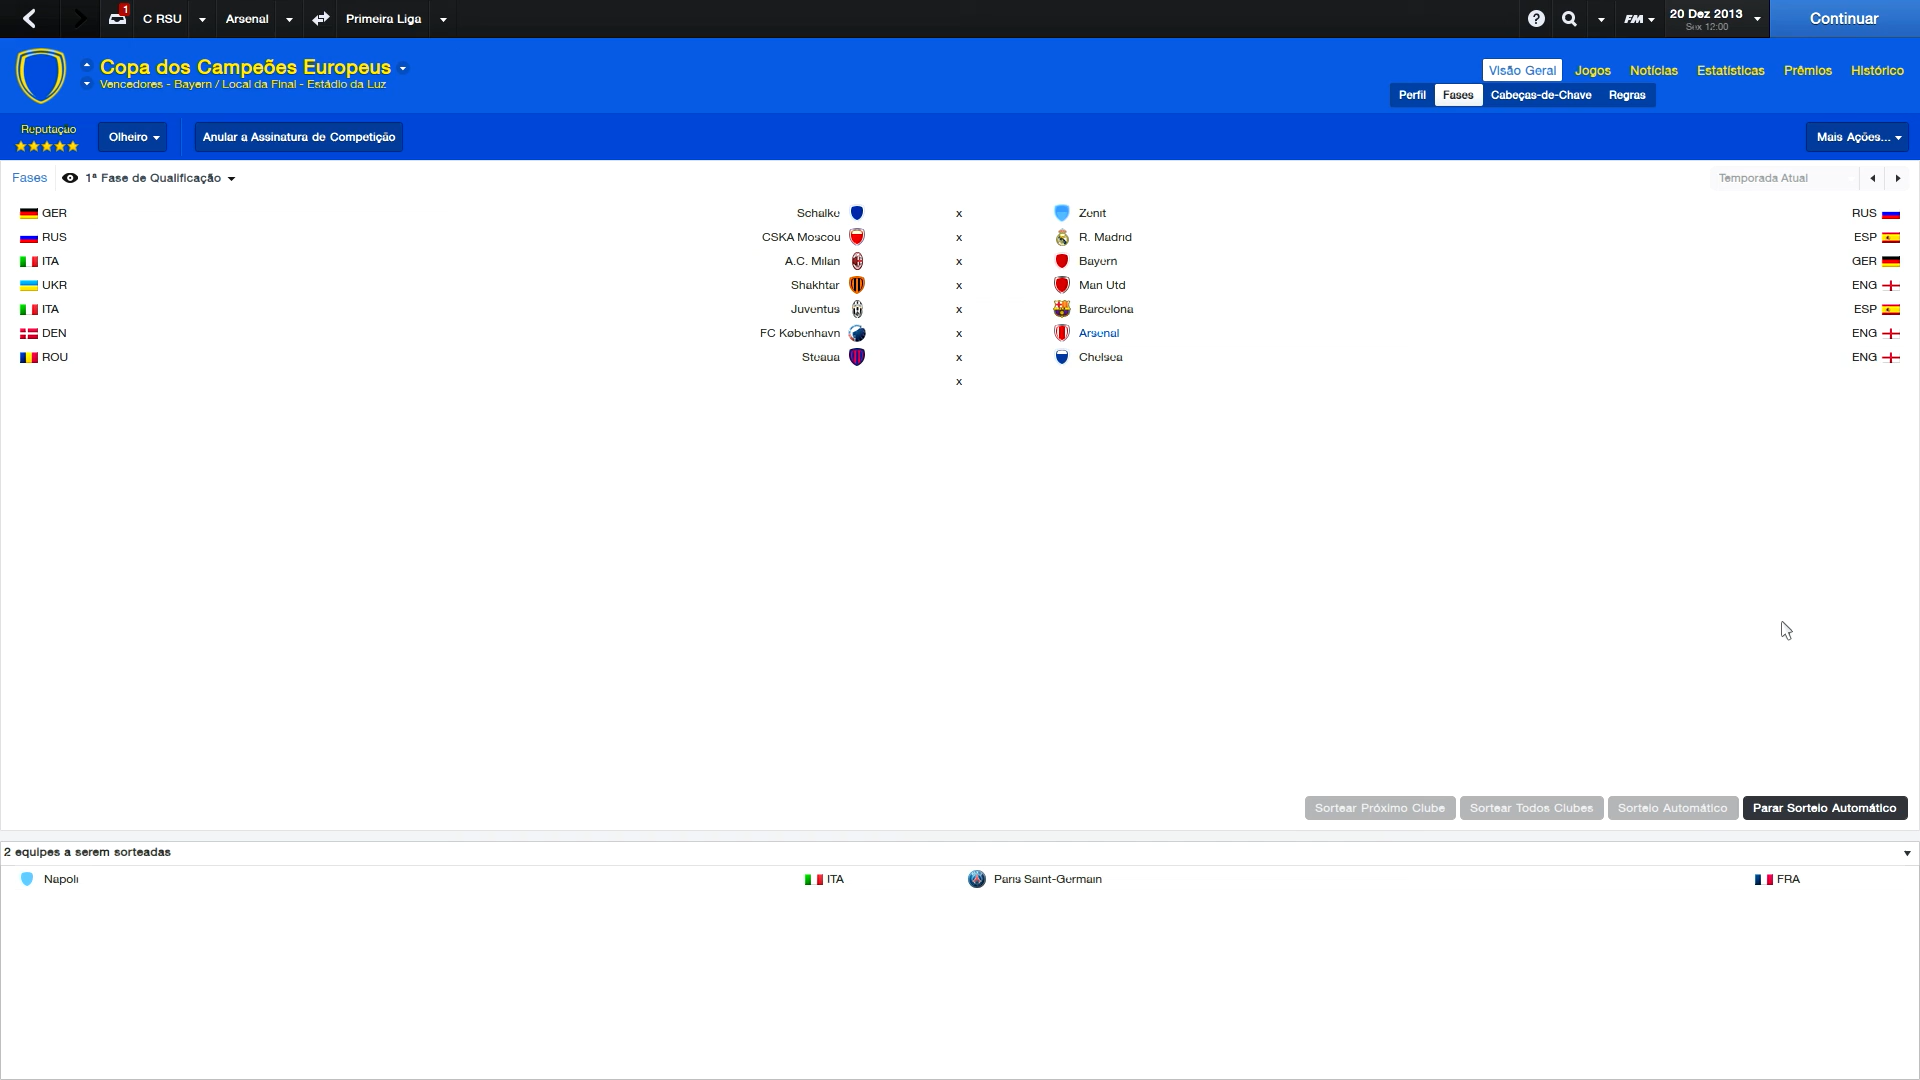 1
C RSU
Arsenal
Primeira Liga
FM
20 Dez 2013
Sex 12:00
Continuar
Copa dos Campeões Europeus
Vencedores - Bayern / Local da Final - Estádio da Luz
Visão Geral Jogos Notícias Estatísticas Prêmios Histórico
Perfil Fases Cabeças-de-Chave Regras
Reputação
Olheiro
Anular a Assinatura de Competição
Mais Ações...
Fases 1ª Fase de Qualificação Temporada Atual
GER Schalke x Zenit RUS
RUS CSKA Moscou x R. Madrid ESP
ITA A.C. Milan x Bayern GER
UKR Shakhtar x Man Utd ENG
ITA Juventus x Barcelona ESP
DEN FC København x Arsenal ENG
ROU Steaua x Chelsea ENG
x
Sortear Próximo Clube Sortear Todos Clubes Sorteio Automático Parar Sorteio Automático
2 equipes a serem sorteadas
Napoli ITA Paris Saint-Germain FRA